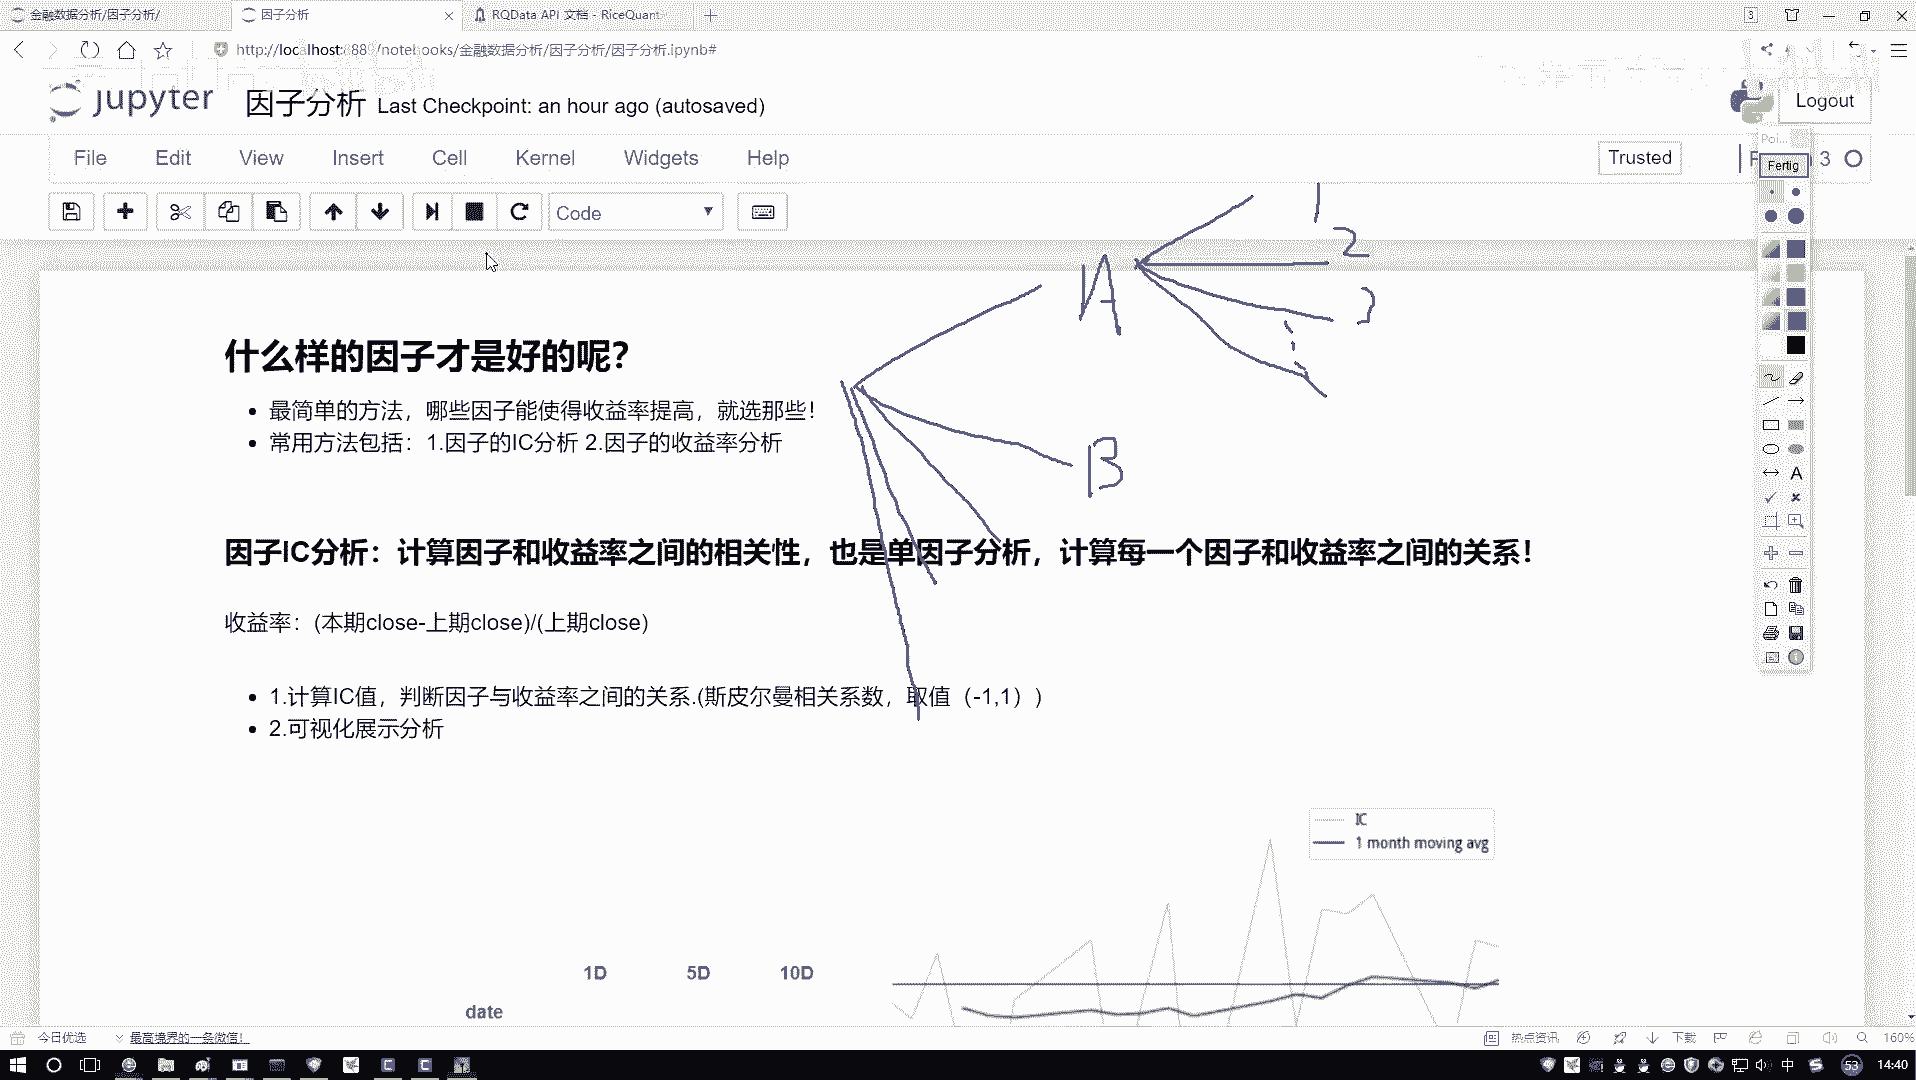 金融数据分析/因子分析/
因子分析
RQData API 文档 - RiceQuant
3
http://localhost:888/notebooks/金融数据分析/因子分析/因子分析.ipynb#
jupyter 因子分析 Last Checkpoint: an hour ago (autosaved)
Logout
File Edit View Insert Cell Kernel Widgets Help
Trusted
3
Poi...
Fertig
Code
1
A
2
3
B
什么样的因子才是好的呢?
最简单的方法，哪些因子能使得收益率提高，就选那些!
常用方法包括：1.因子的IC分析 2.因子的收益率分析
因子IC分析：计算因子和收益率之间的相关性，也是单因子分析，计算每一个因子和收益率之间的关系!
收益率：(本期close-上期close)/(上期close)
1.计算IC值，判断因子与收益率之间的关系.(斯皮尔曼相关系数，取值（-1,1）)
2.可视化展示分析
IC
1 month moving avg
1D 5D 10D
date
今日优选
最高境界的一条微信!
热点资讯
下载
160%
中
53
14:40